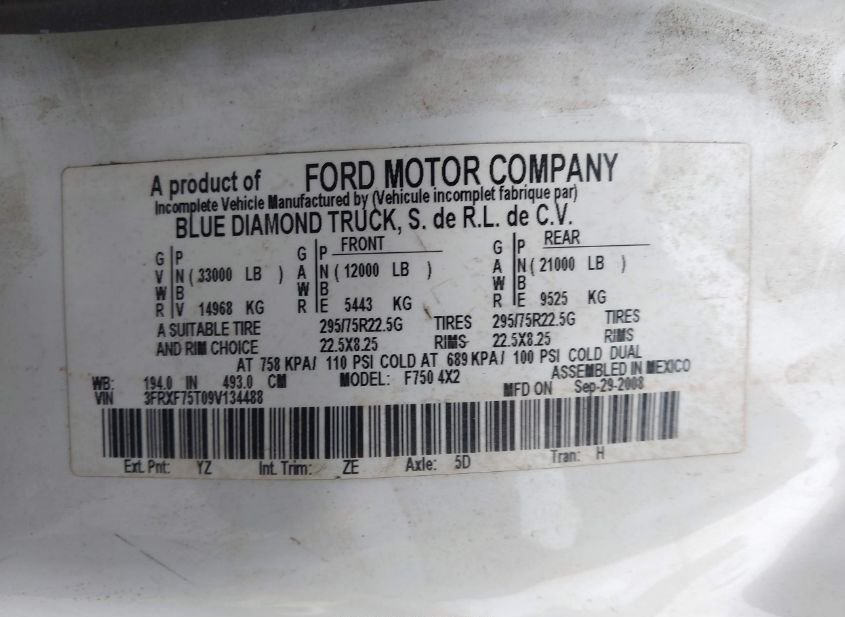 A product of FORD MOTOR COMPANY
Incomplete Vehicle Manufactured by (Vehicule incomplet fabrique par)
BLUE DIAMOND TRUCK, S. de R.L. de C.V.
G P G P FRONT G P REAR
V N ( 33000 LB ) A N ( 12000 LB ) A N ( 21000 LB )
W B W B W B
R V 14968 KG R E 5443 KG R E 9525 KG
A SUITABLE TIRE 295/75R22.5G TIRES 295/75R22.5G
AND RIM CHOICE 22.5X8.25 RIMS 22.5X8.25
AT 758 KPA/ 110 PSI COLD AT 689 KPA/ 100 PSI COLD DUAL
WB: 194.0 IN 493.0 CM MODEL: F750 4X2 ASSEMBLED IN MEXICO
VIN 3FRXF75T09V134488 MFD ON Sep-29-2008
Ext. Pnt: YZ Int. Trim: ZE Axle: 5D Tran: H